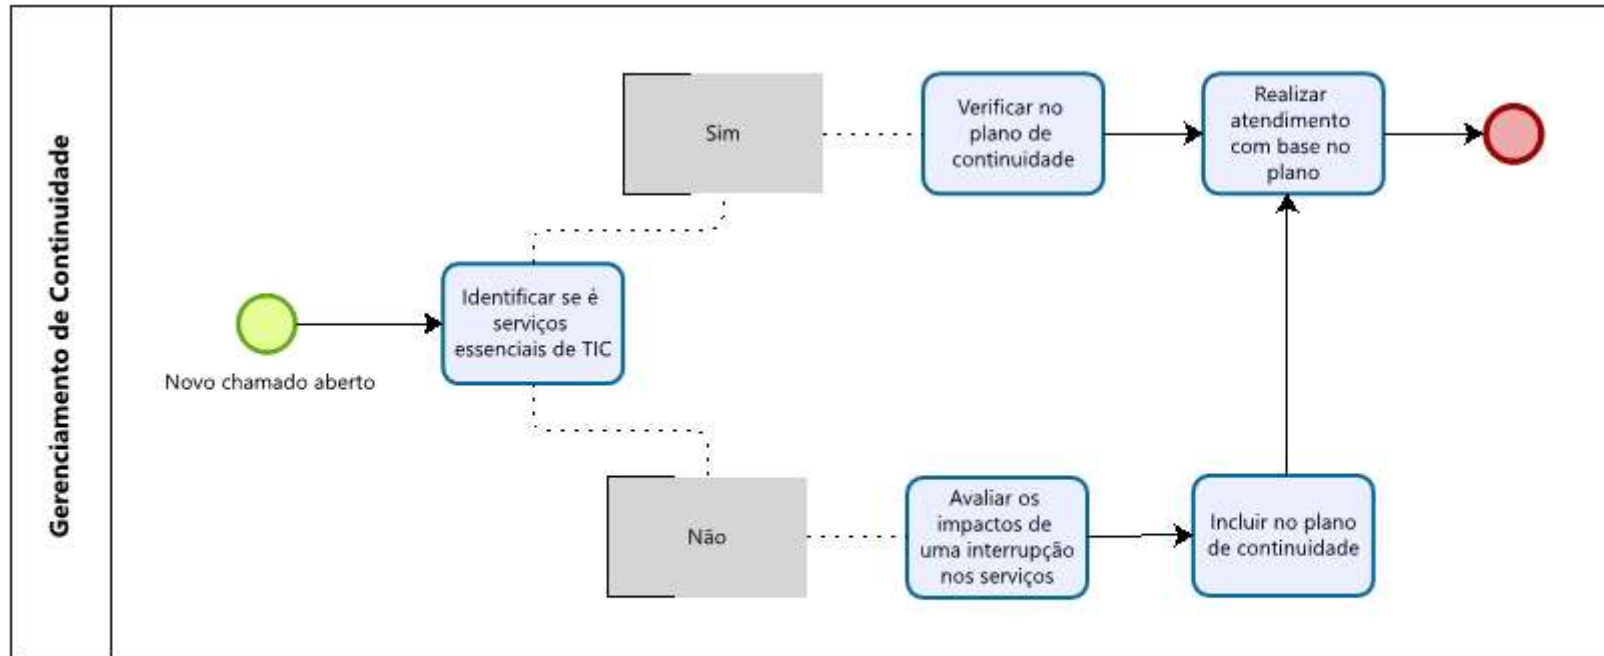 Gerenciamento de Continuidade
Novo chamado aberto
Identificar se é
serviços
essenciais de TIC
Sim
Verificar no
plano de
continuidade
Realizar
atendimento
com base no
plano
Não
Avaliar os
impactos de
uma interrupção
nos serviços
Incluir no plano
de continuidade